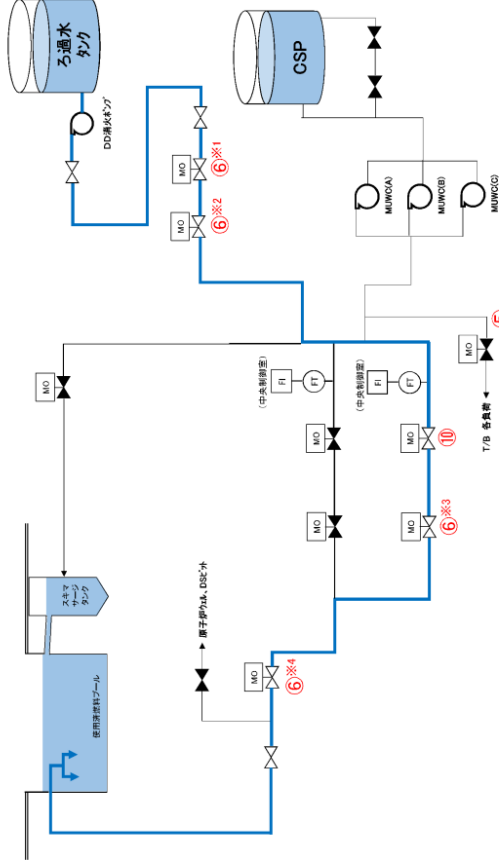 ろ過水
タンク
DD消火ポンプ
CSP
MO
⑥※1
MO
⑥※2
MUWC(A)
MUWC(B)
MUWC(C)
MO
(中央制御室)
FI
FT
(中央制御室)
FI
FT
MO
⑤
T/B 各負荷
MO
MO
⑩
MO
MO
⑥※3
スキマ
サージ
タンク
使用済燃料プール
原子炉ウェル、DSピット
MO
⑥※4